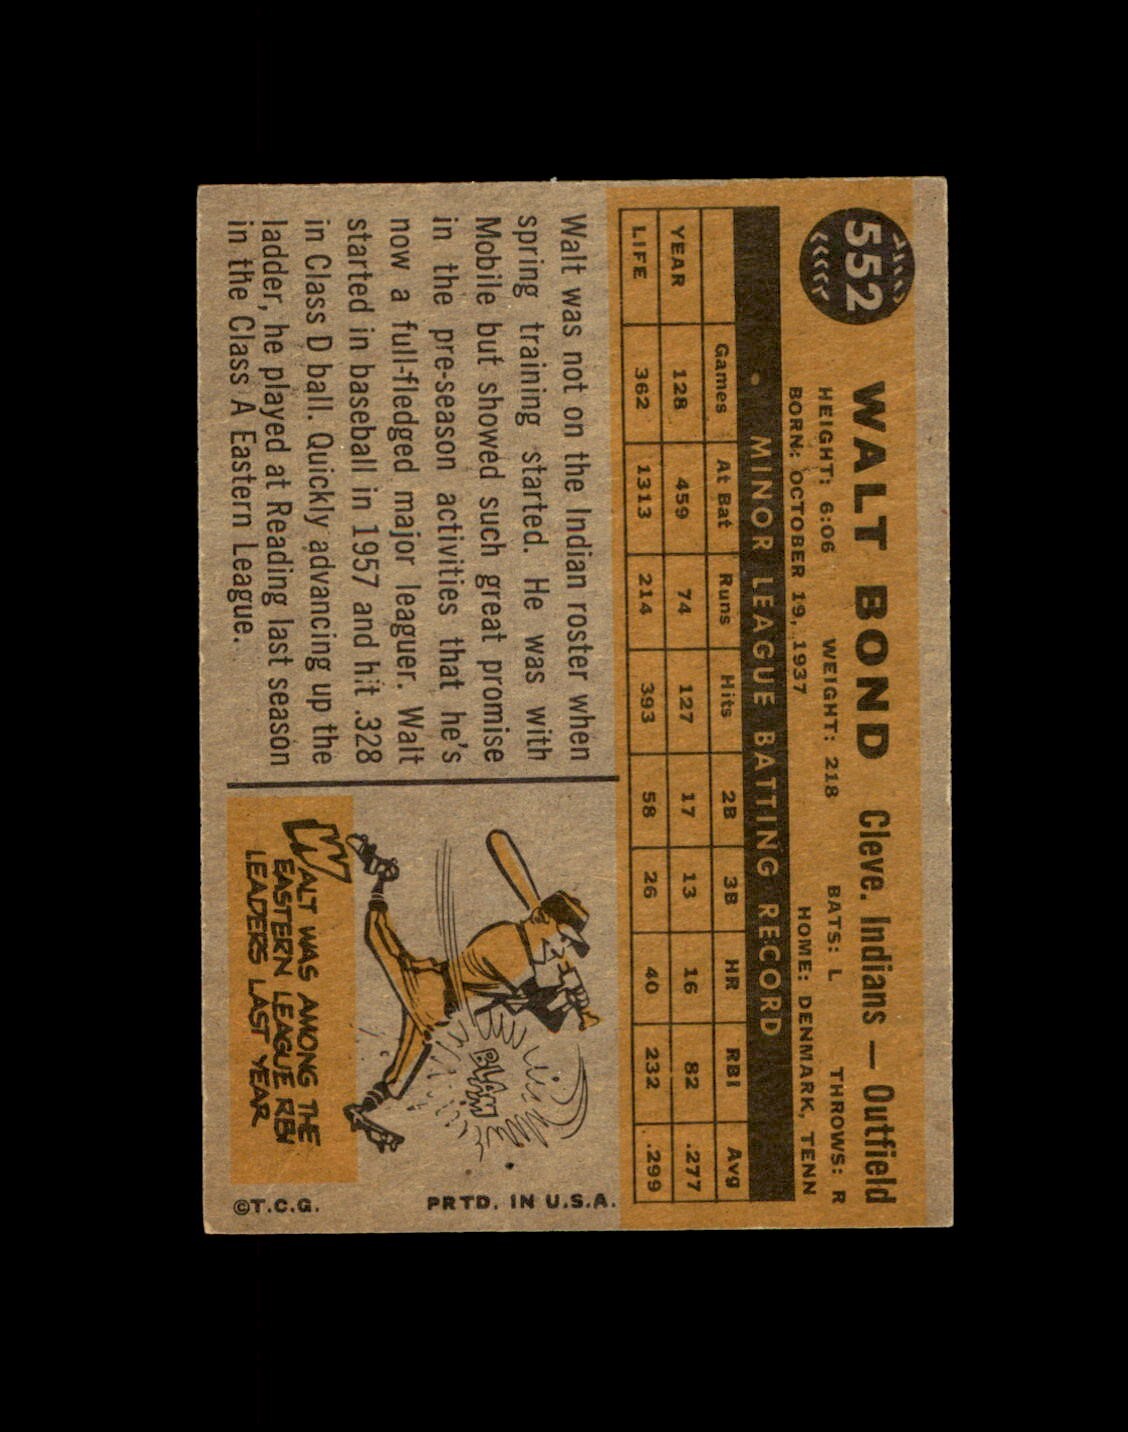 552
WALT BOND Cleve. Indians — Outfield
HEIGHT: 6:06 WEIGHT: 218 BATS: L THROWS: R
BORN: OCTOBER 19, 1937 HOME: DENMARK, TENN
MINOR LEAGUE BATTING RECORD
Games At Bat Runs Hits 2B 3B HR RBI Avg
YEAR 128 459 74 127 17 13 16 82 .277
LIFE 362 1313 214 393 58 26 40 232 .299
Walt was not on the Indian roster when
spring training started. He was with
Mobile but showed such great promise
in the pre-season activities that he's
now a full-fledged major leaguer. Walt
started in baseball in 1957 and hit .328
in Class D ball. Quickly advancing up the
ladder, he played at Reading last season
in the Class A Eastern League.
BLAM
WALT WAS AMONG THE
EASTERN LEAGUE RBI
LEADERS LAST YEAR
PRTD. IN U.S.A.
©T.C.G.